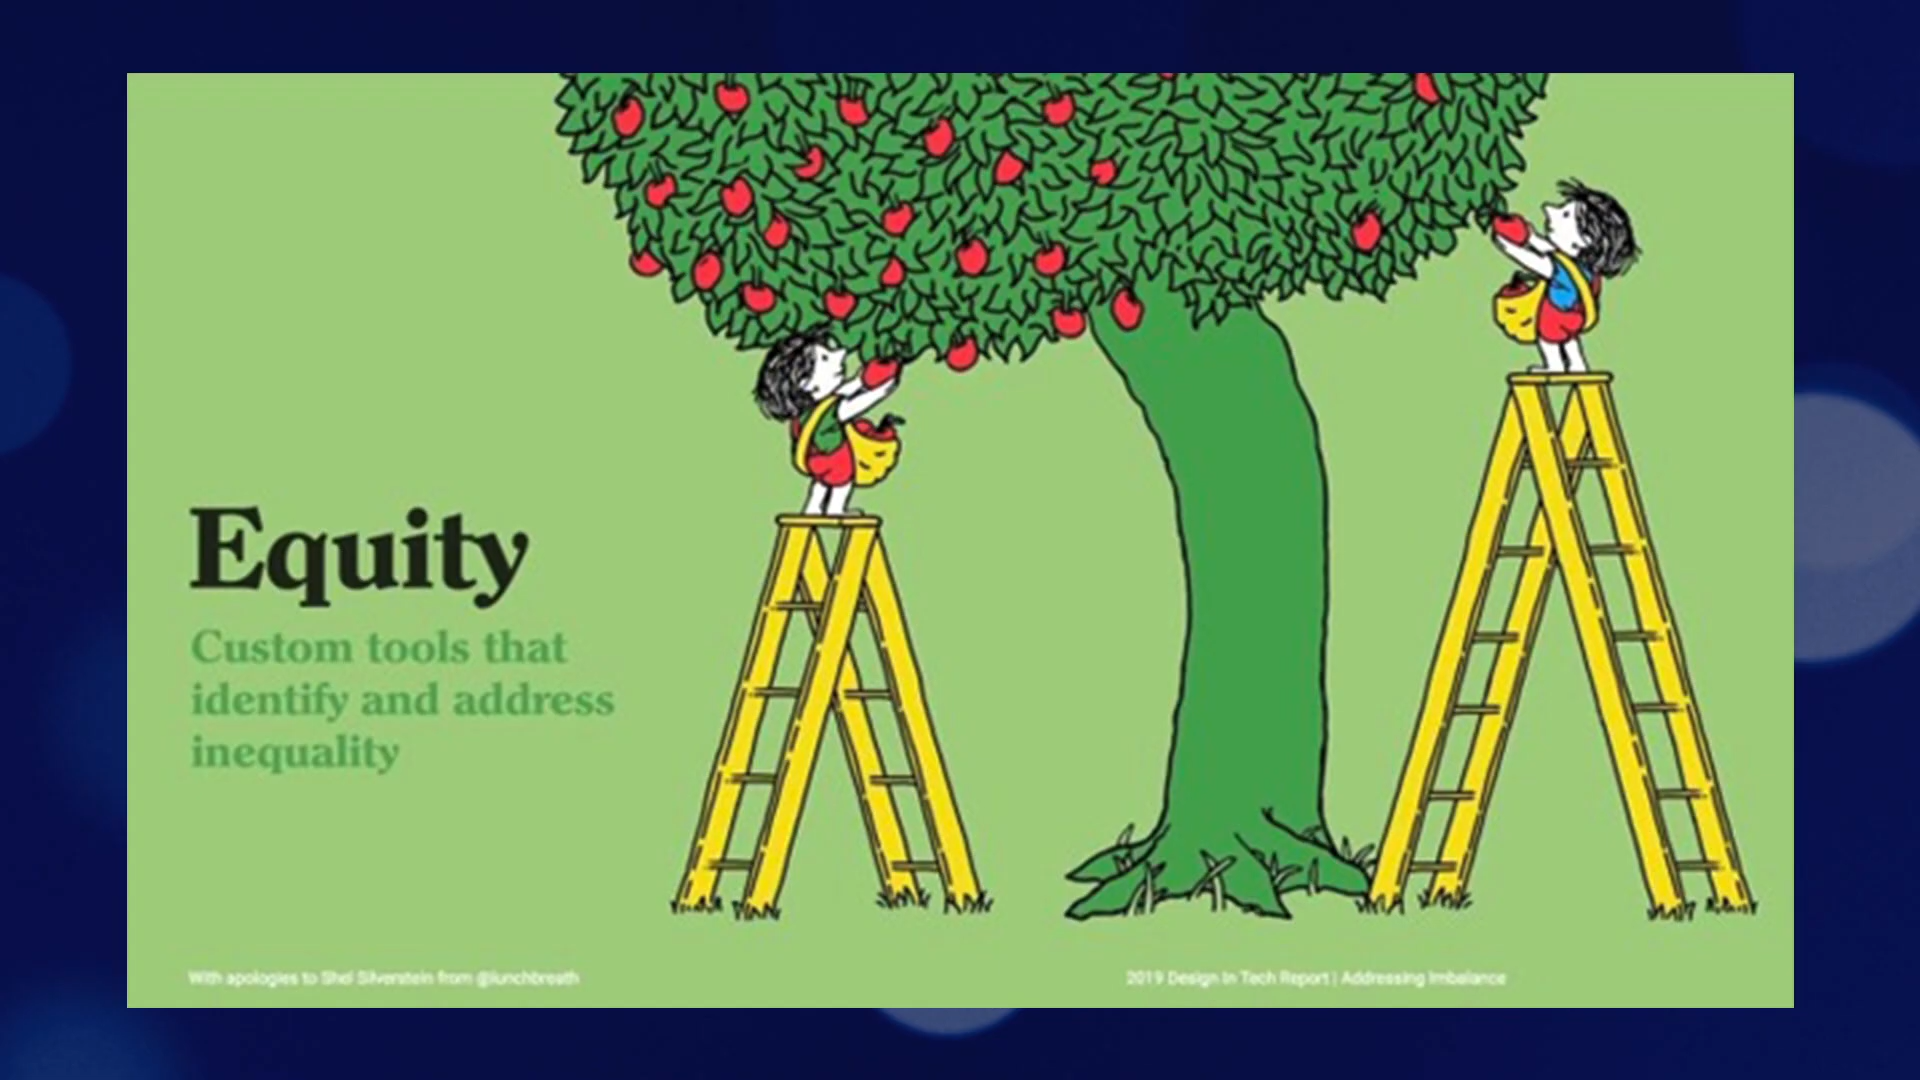 Equity
Custom tools that
identify and address
inequality
With apologies to Shel Silverstein from @lunchbreath
2019 Design In Tech Report | Addressing Imbalance